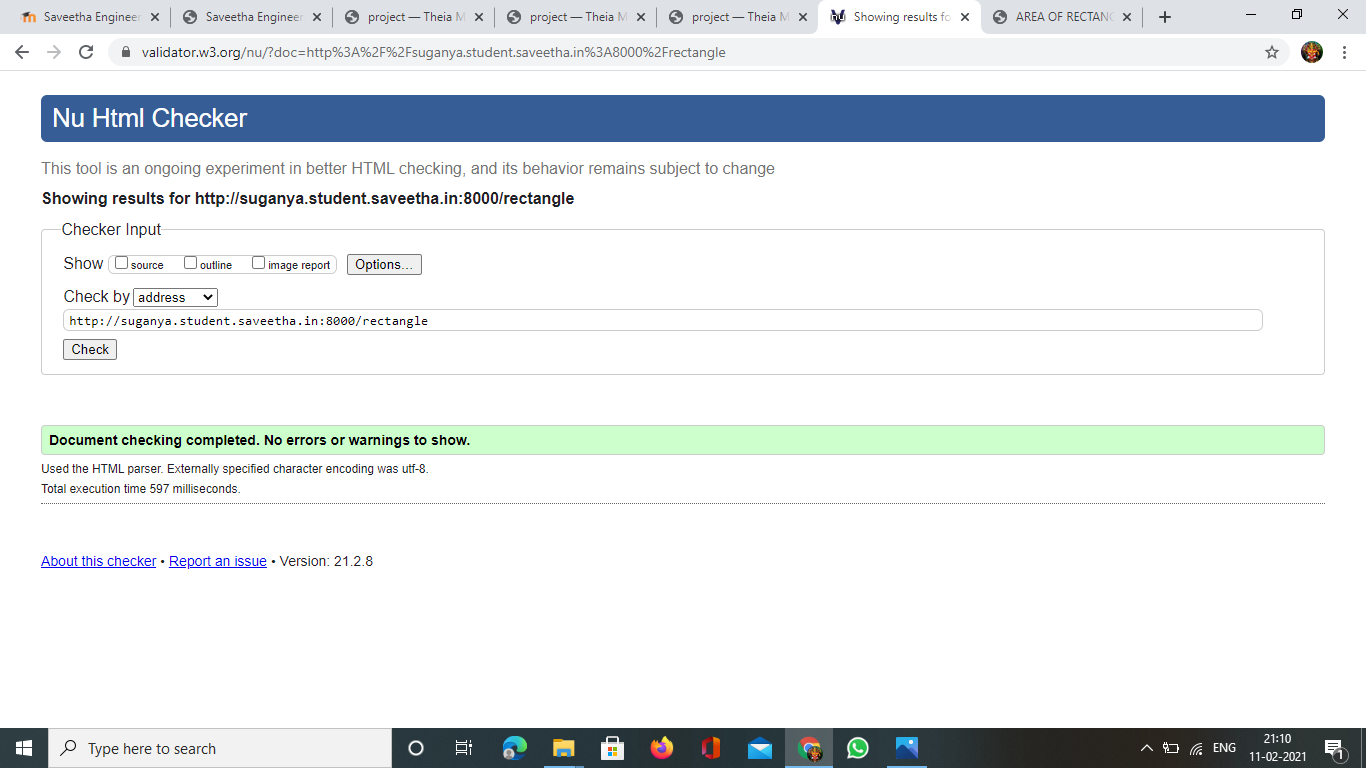 Saveetha Engineer
Saveetha Engineer
project — Theia M
project — Theia M
project — Theia M
Showing results fo
AREA OF RECTANG
validator.w3.org/nu/?doc=http%3A%2F%2Fsuganya.student.saveetha.in%3A8000%2Frectangle
Nu Html Checker
This tool is an ongoing experiment in better HTML checking, and its behavior remains subject to change
Showing results for http://suganya.student.saveetha.in:8000/rectangle
Checker Input
Show source outline image report Options...
Check by address
http://suganya.student.saveetha.in:8000/rectangle
Check
Document checking completed. No errors or warnings to show.
Used the HTML parser. Externally specified character encoding was utf-8.
Total execution time 597 milliseconds.
About this checker • Report an issue • Version: 21.2.8
Type here to search
ENG
21:10
11-02-2021
1